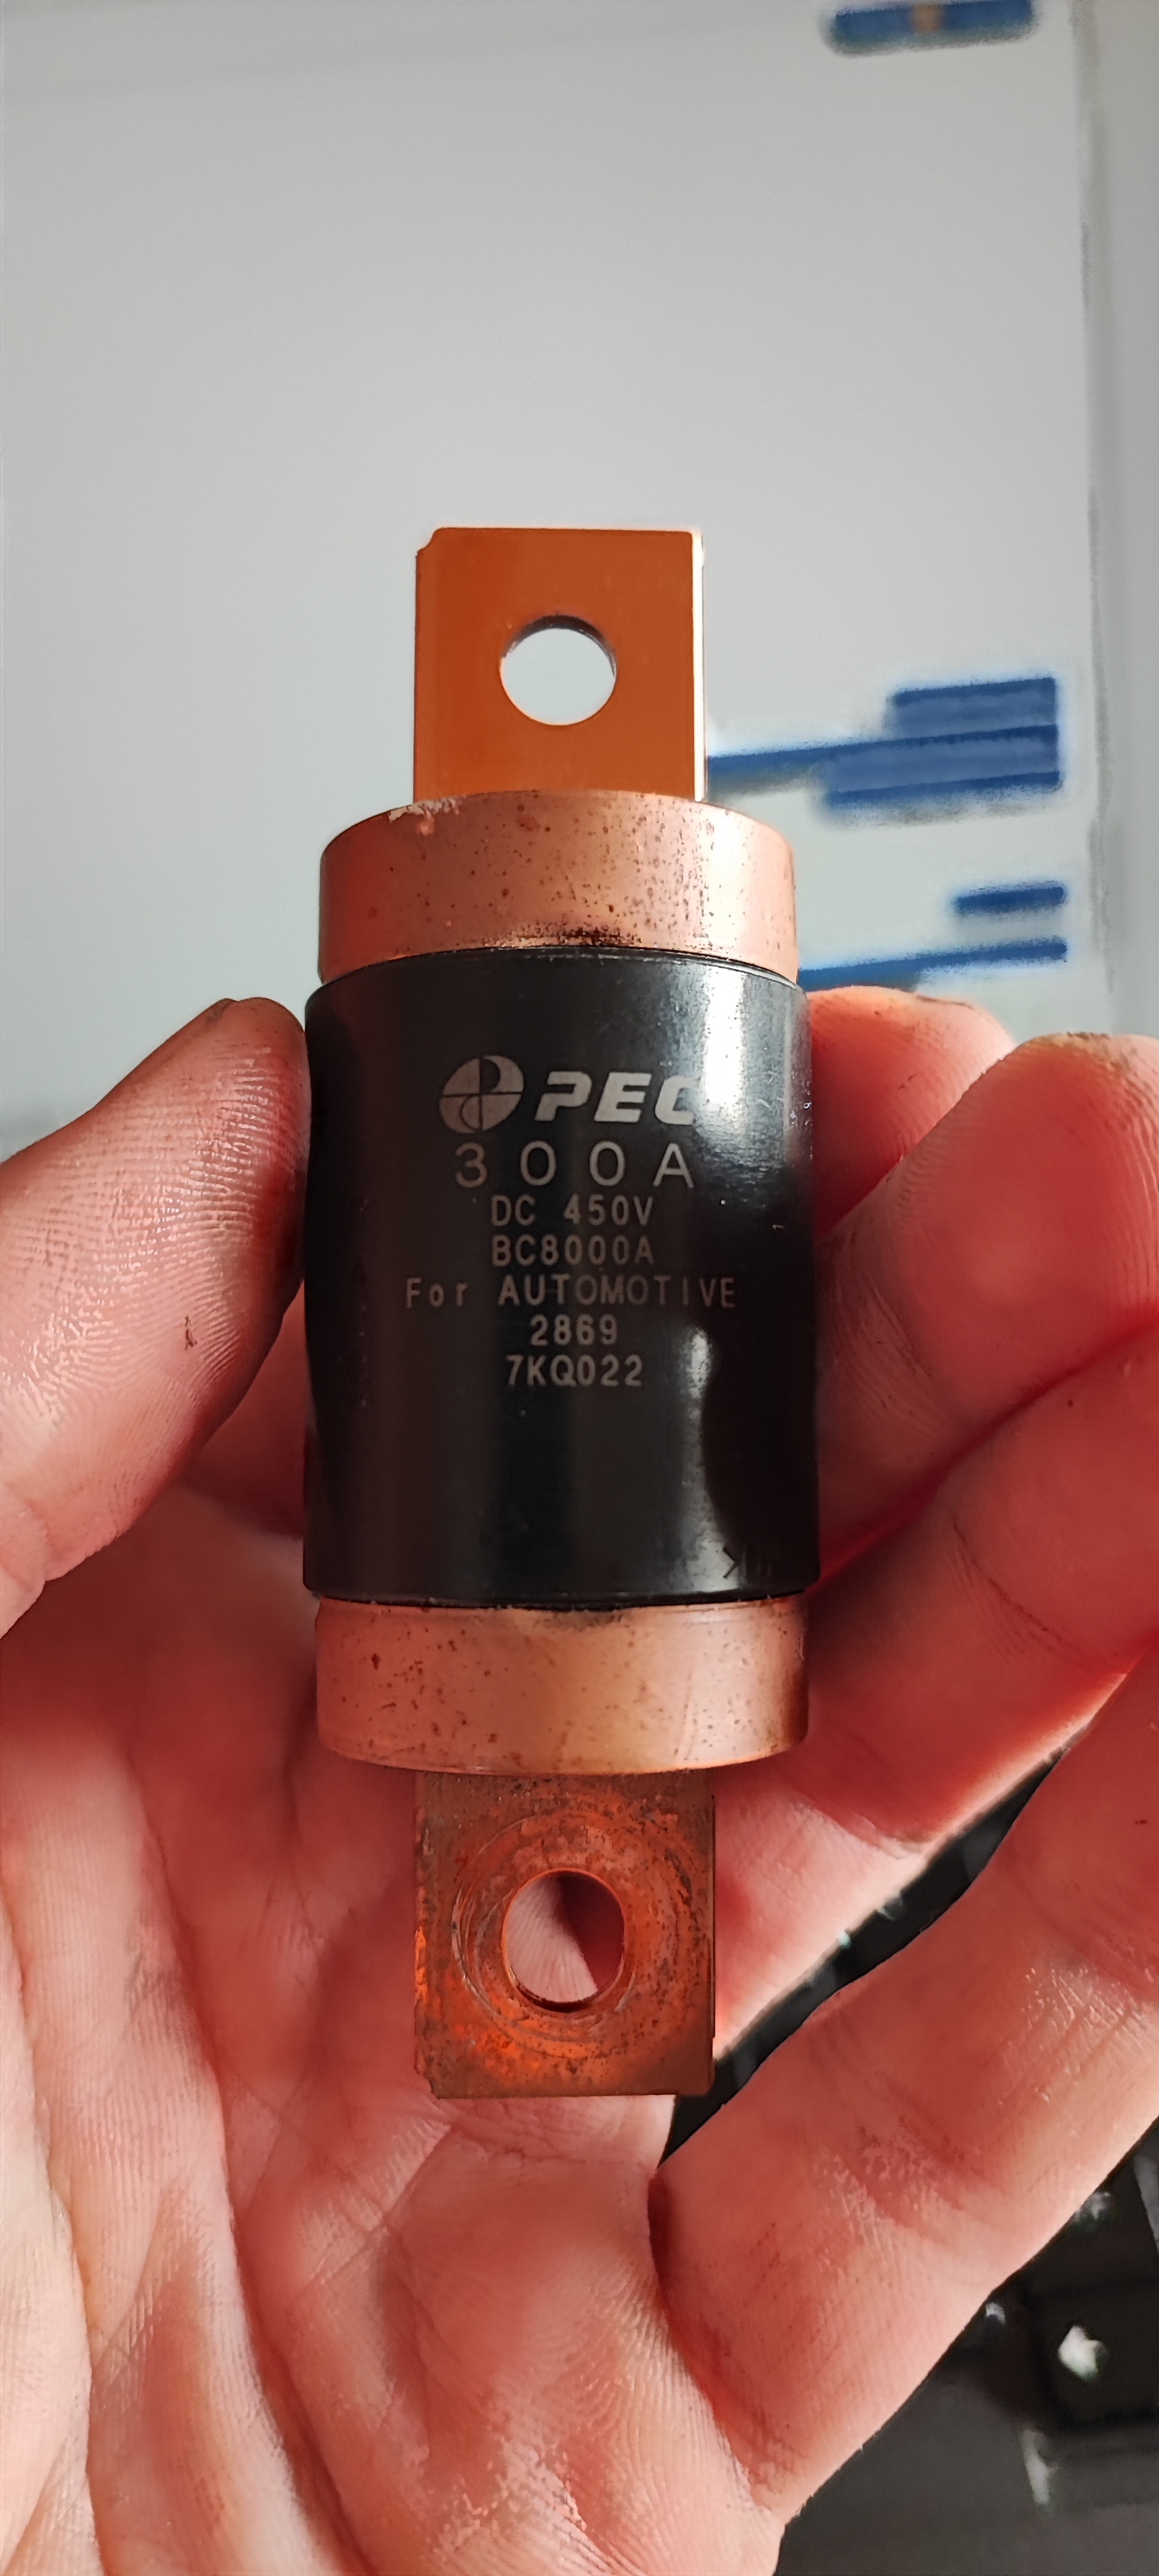 PEC
300A
DC 450V
BC8000A
For AUTOMOTIVE
2869
7KQ022